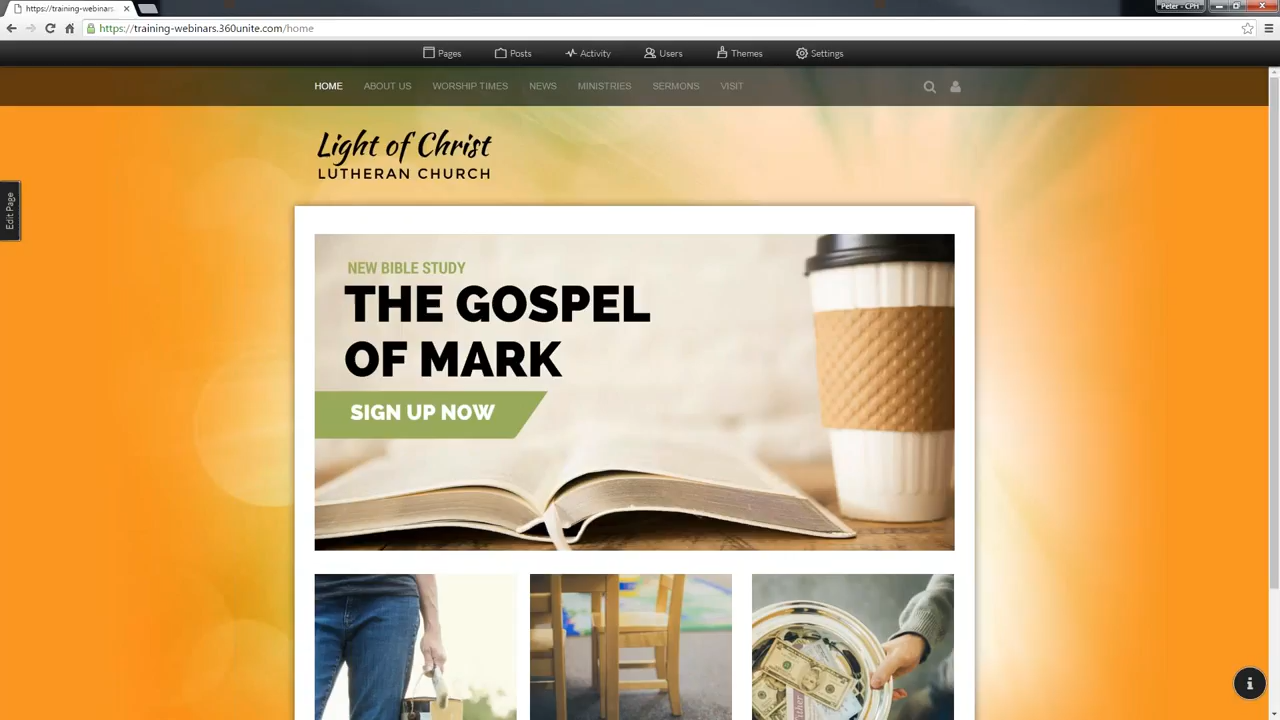 https://training-webinars.
Peter - CPH
https://training-webinars.360unite.com/home
Pages Posts Activity Users Themes Settings
HOME ABOUT US WORSHIP TIMES NEWS MINISTRIES SERMONS VISIT
Light of Christ
LUTHERAN CHURCH
Edit Page
NEW BIBLE STUDY
THE GOSPEL
OF MARK
SIGN UP NOW
i